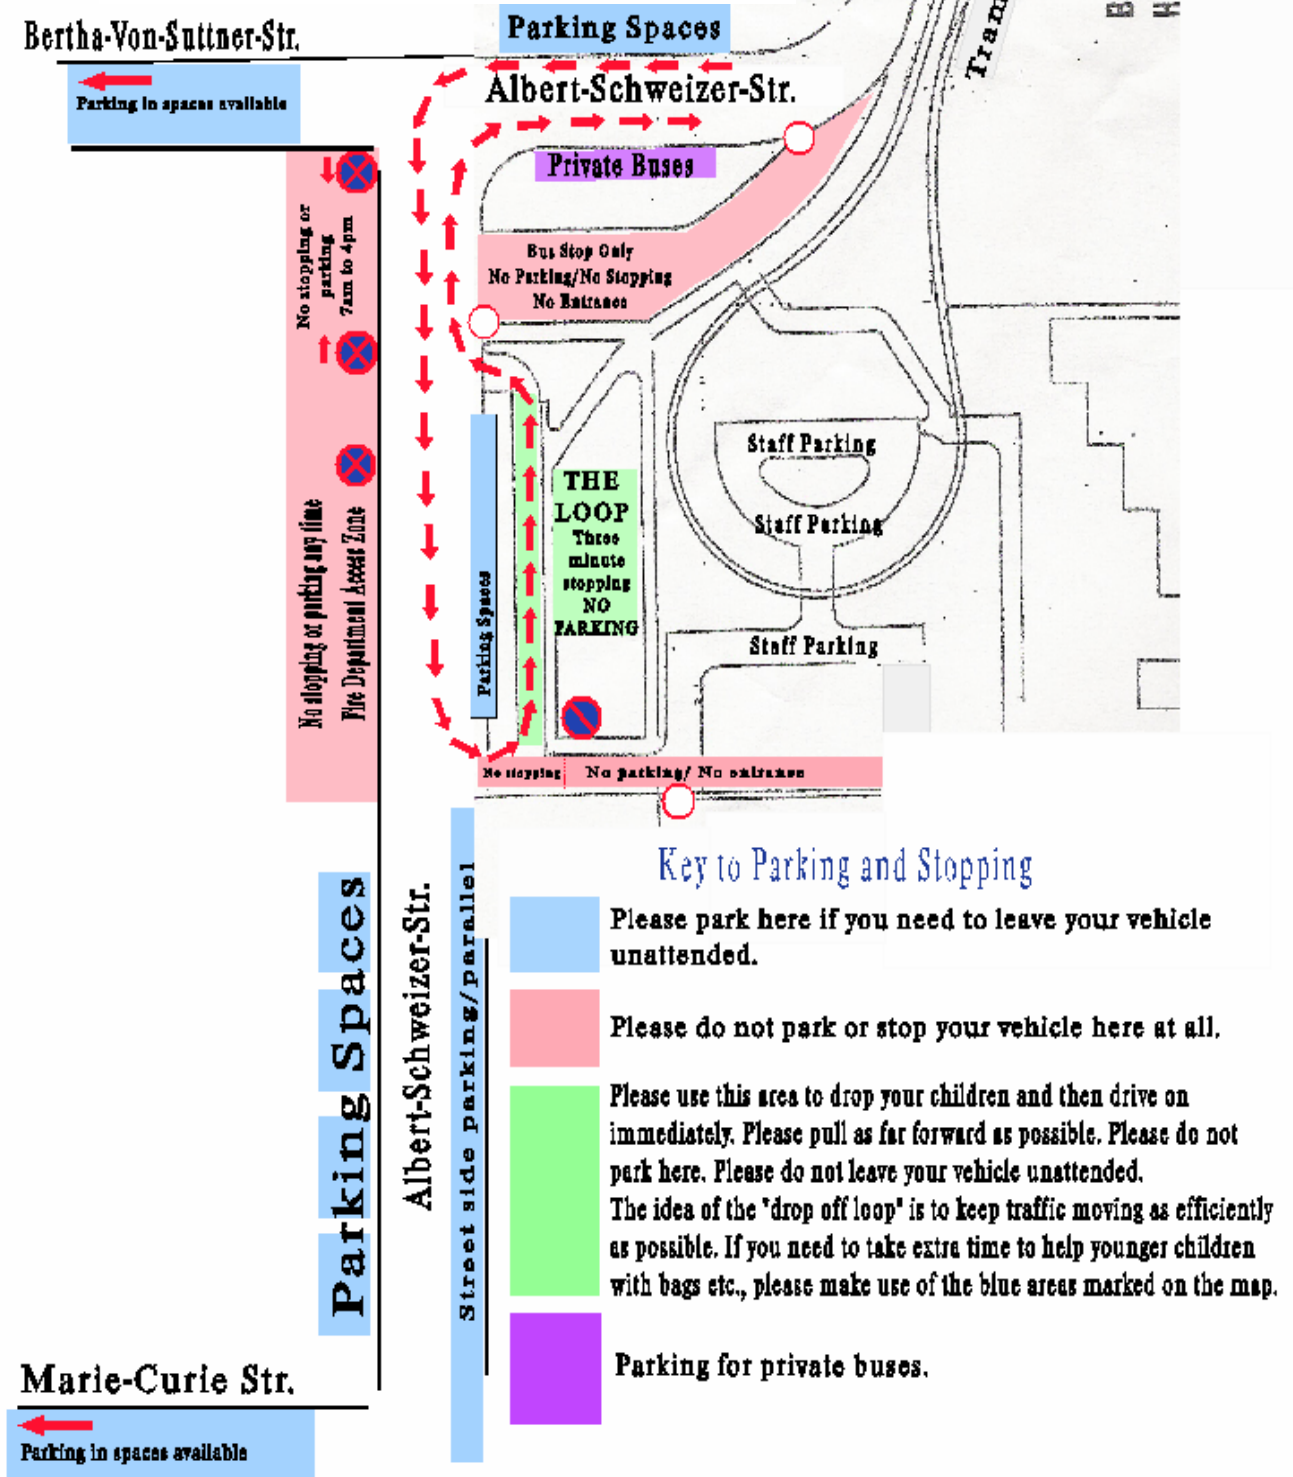 Bertha-Von-Suttner-Str.
Parking in spaces available
Parking Spaces
Albert-Schweizer-Str.
Tram
Private Buses
No stopping or
parking
7am to 4pm
Bus Stop Only
No Parking/No Stopping
No Entrance
No stopping or parking any time
Fire Department Access Zone
Parking Spaces
THE
LOOP
Three
minute
stopping
NO
PARKING
Staff Parking
Staff Parking
Staff Parking
No stopping
No parking/ No entrance
Parking Spaces
Albert-Schweizer-Str.
Street side parking/parallel
Key to Parking and Stopping
Please park here if you need to leave your vehicle
unattended.
Please do not park or stop your vehicle here at all.
Please use this area to drop your children and then drive on
immediately. Please pull as far forward as possible. Please do not
park here. Please do not leave your vehicle unattended.
The idea of the "drop off loop" is to keep traffic moving as efficiently
as possible. If you need to take extra time to help younger children
with bags etc., please make use of the blue areas marked on the map.
Parking for private buses.
Marie-Curie Str.
Parking in spaces available